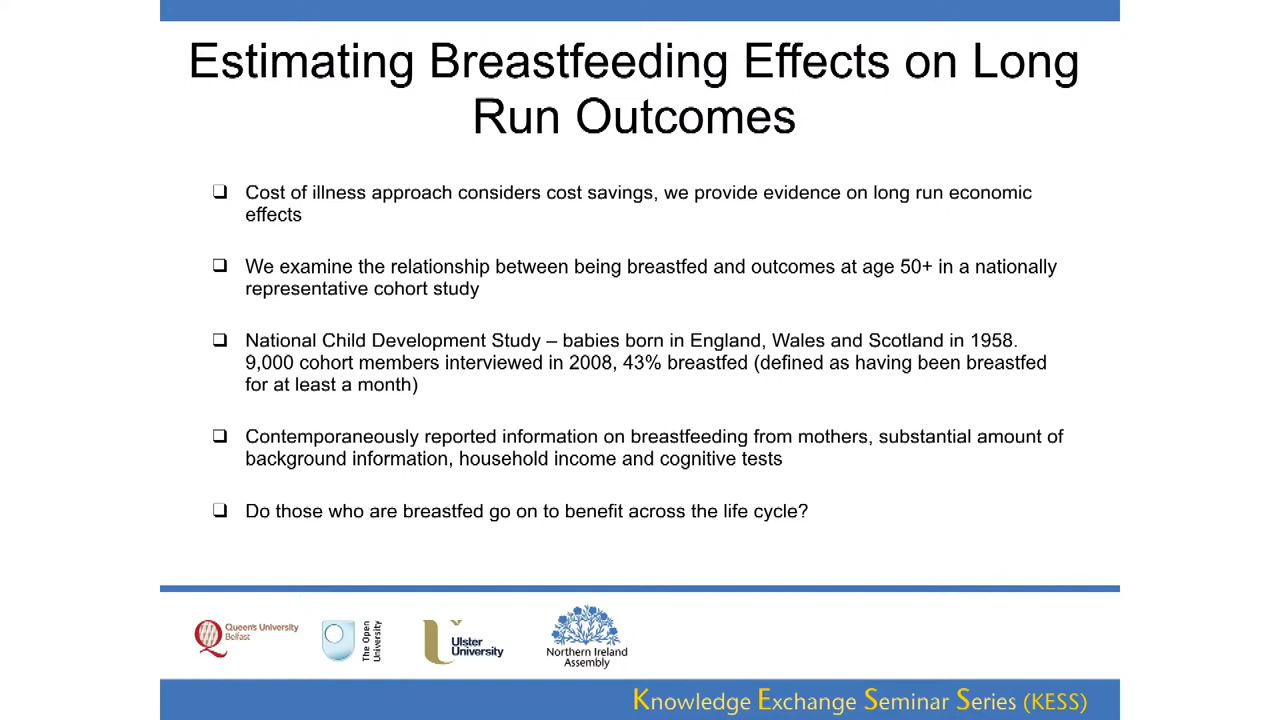 Estimating Breastfeeding Effects on Long
Run Outcomes
❑ Cost of illness approach considers cost savings, we provide evidence on long run economic
effects
❑ We examine the relationship between being breastfed and outcomes at age 50+ in a nationally
representative cohort study
❑ National Child Development Study – babies born in England, Wales and Scotland in 1958.
9,000 cohort members interviewed in 2008, 43% breastfed (defined as having been breastfed
for at least a month)
❑ Contemporaneously reported information on breastfeeding from mothers, substantial amount of
background information, household income and cognitive tests
❑ Do those who are breastfed go on to benefit across the life cycle?
Queen's University
Belfast
The Open
University
Ulster
University
Northern Ireland
Assembly
Knowledge Exchange Seminar Series (KESS)